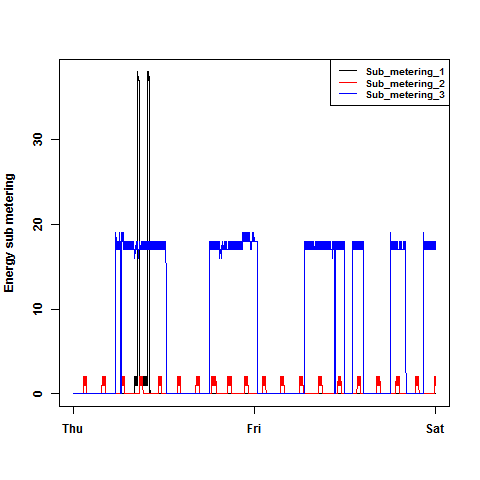 Sub_metering_1
Sub_metering_2
Sub_metering_3
Energy sub metering
30
20
10
0
Thu Fri Sat